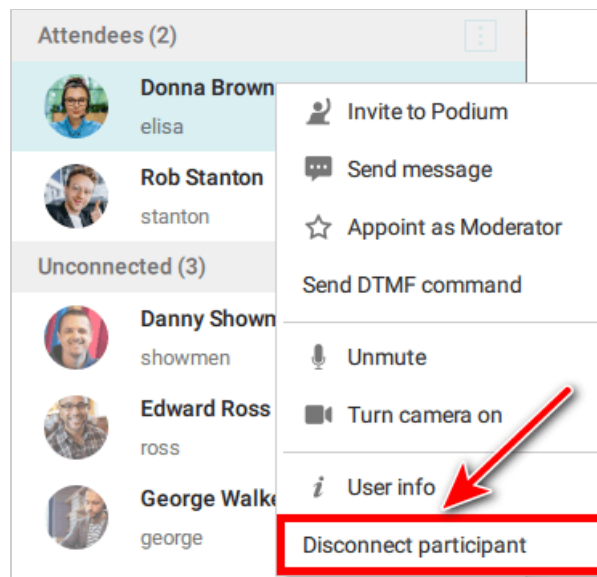 Attendees (2)
Donna Brown
elisa
Rob Stanton
stanton
Unconnected (3)
Danny Showm
showmen
Edward Ross
ross
George Walke
george
Invite to Podium
Send message
Appoint as Moderator
Send DTMF command
Unmute
Turn camera on
User info
Disconnect participant